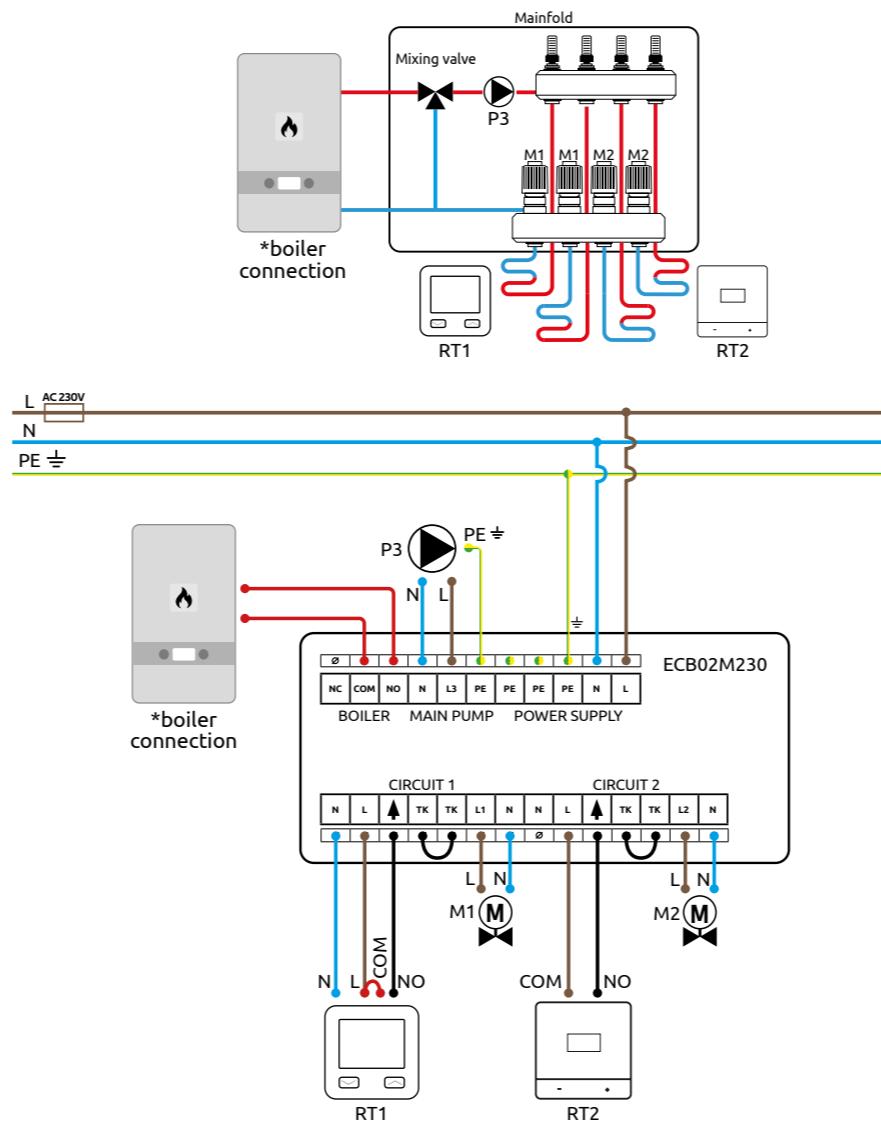 Mainfold
Mixing valve
P3
M1 M1 M2 M2
*boiler
connection
RT1
RT2
L AC 230V
N
PE
P3
PE
N L
ECB02M230
NC COM NO N L3 PE PE PE PE N L
BOILER MAIN PUMP POWER SUPPLY
*boiler
connection
CIRCUIT 1 CIRCUIT 2
N L TK TK L1 N N L TK TK L2 N
L N L N
M1 M M2 M
N L COM NO COM NO
- +
RT1 RT2